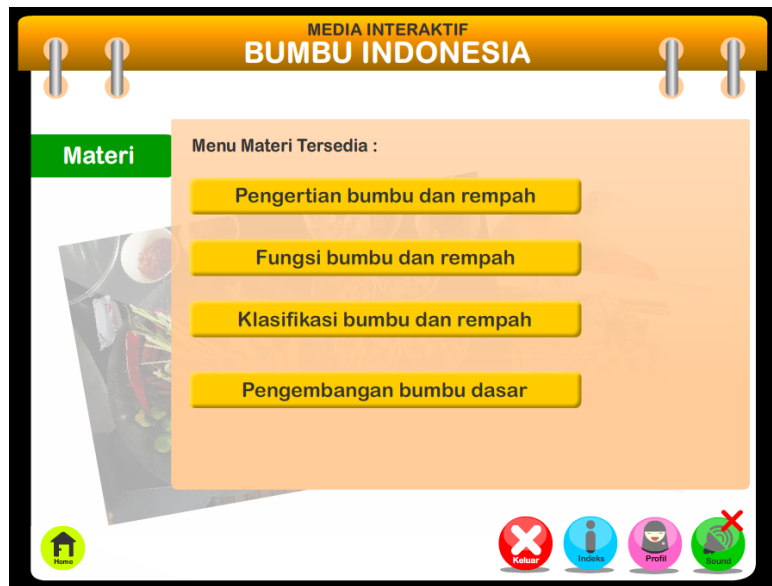 MEDIA INTERAKTIF
BUMBU INDONESIA
Materi
Menu Materi Tersedia :
Pengertian bumbu dan rempah
Fungsi bumbu dan rempah
Klasifikasi bumbu dan rempah
Pengembangan bumbu dasar
Home
Keluar
Indeks
Profil
Sound